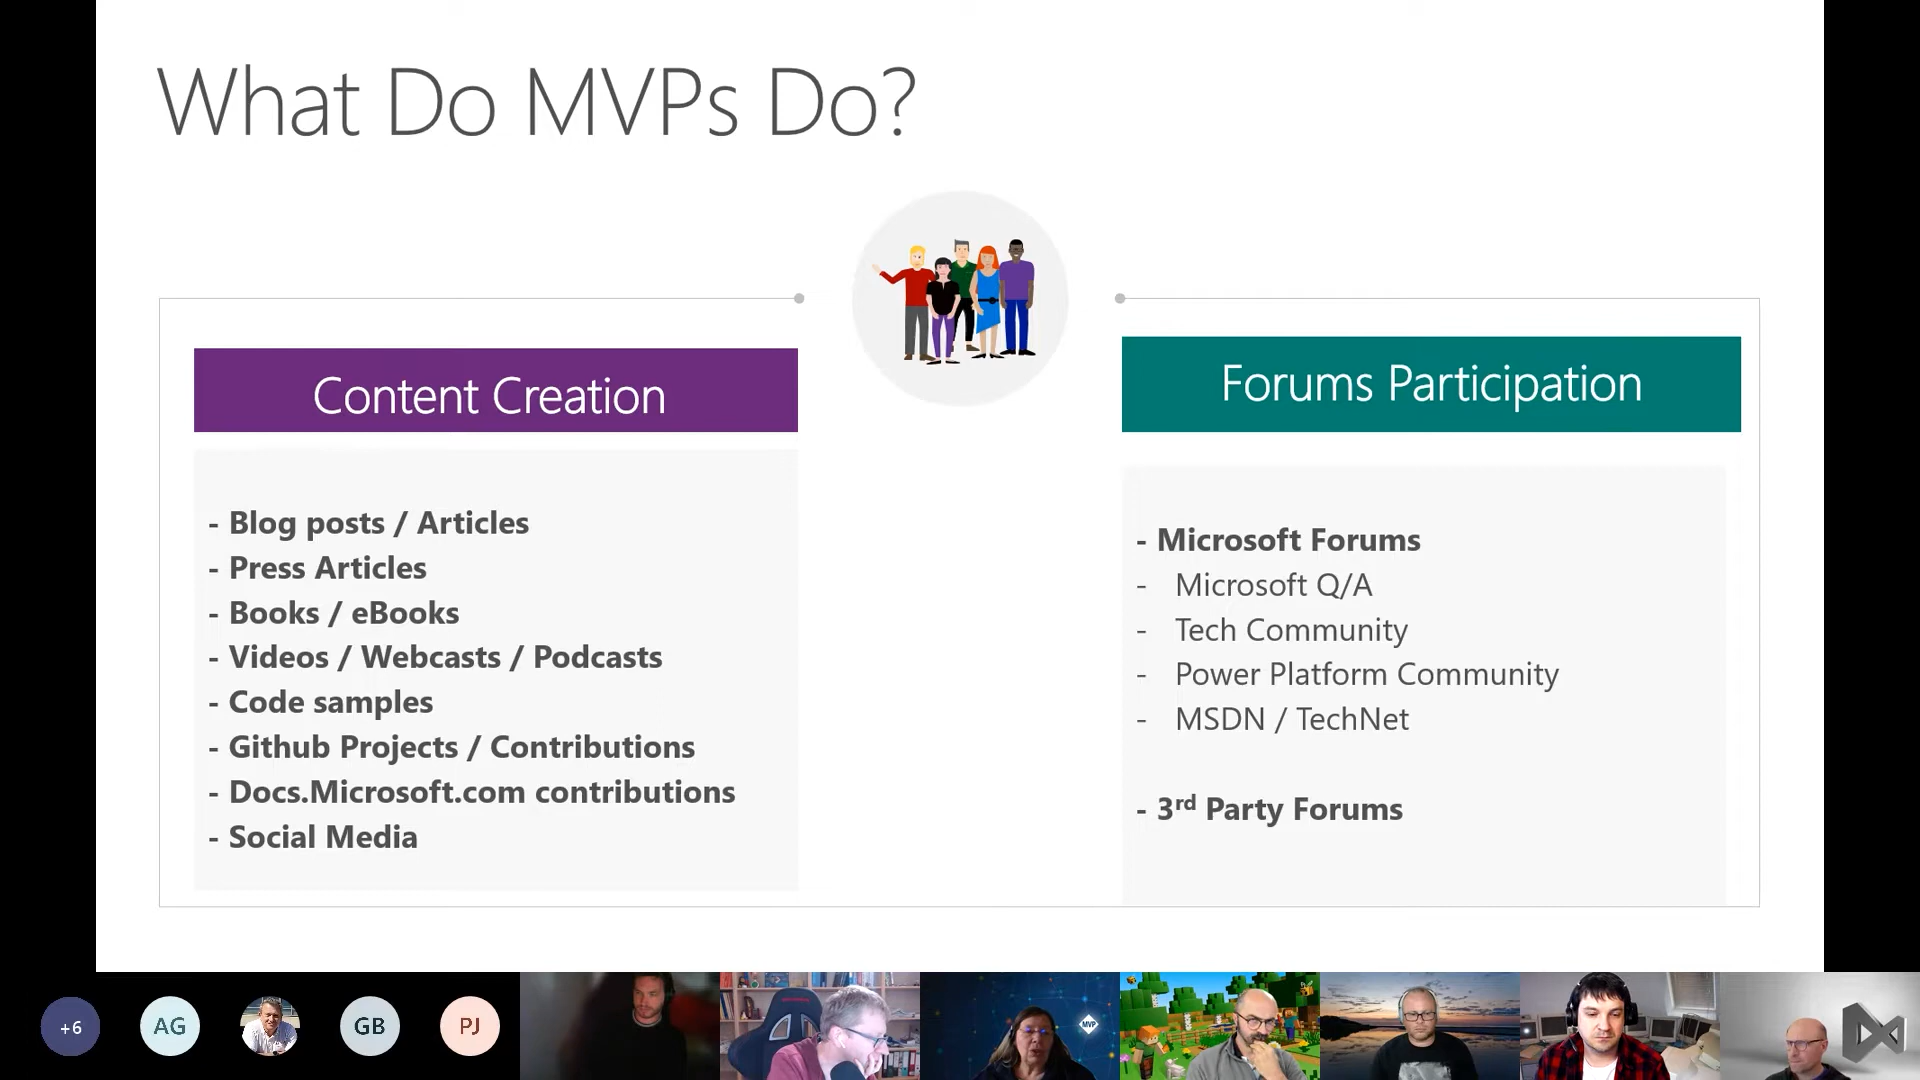 What Do MVPs Do?
Content Creation
- Blog posts / Articles
- Press Articles
- Books / eBooks
- Videos / Webcasts / Podcasts
- Code samples
- Github Projects / Contributions
- Docs.Microsoft.com contributions
- Social Media
Forums Participation
- Microsoft Forums
- Microsoft Q/A
- Tech Community
- Power Platform Community
- MSDN / TechNet
- 3rd Party Forums
+6
AG
GB
PJ
MVP